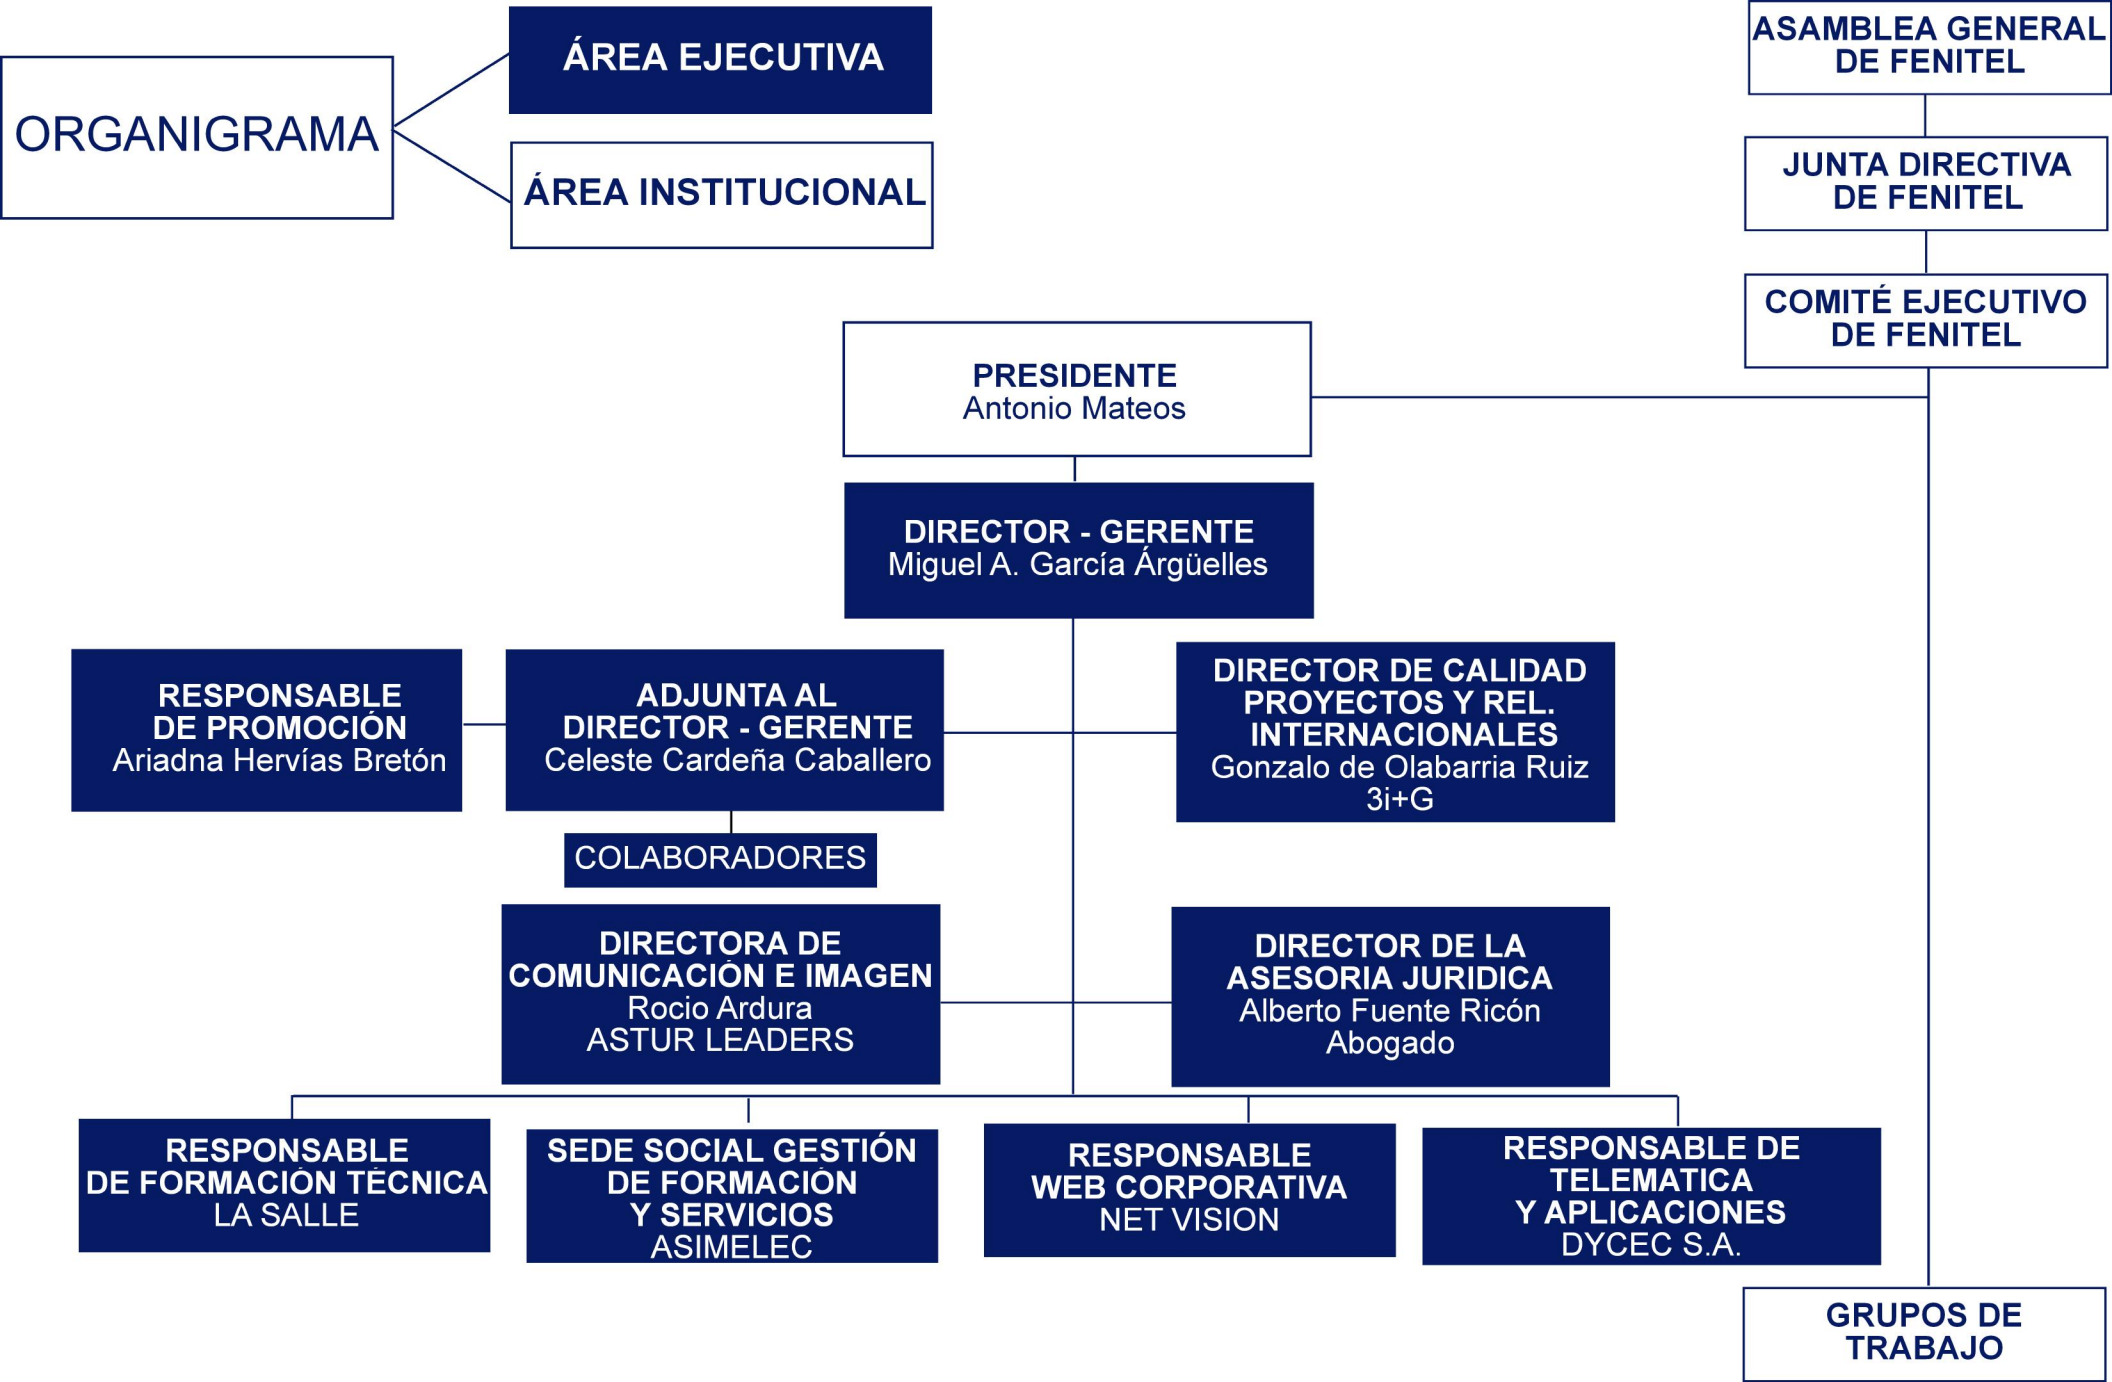 ORGANIGRAMA
ÁREA EJECUTIVA
ÁREA INSTITUCIONAL
ASAMBLEA GENERAL
DE FENITEL
JUNTA DIRECTIVA
DE FENITEL
COMITÉ EJECUTIVO
DE FENITEL
PRESIDENTE
Antonio Mateos
DIRECTOR - GERENTE
Miguel A. García Árgüelles
RESPONSABLE
DE PROMOCIÓN
Ariadna Hervías Bretón
ADJUNTA AL
DIRECTOR - GERENTE
Celeste Cardeña Caballero
DIRECTOR DE CALIDAD
PROYECTOS Y REL.
INTERNACIONALES
Gonzalo de Olabarria Ruiz
3i+G
COLABORADORES
DIRECTORA DE
COMUNICACIÓN E IMAGEN
Rocio Ardura
ASTUR LEADERS
DIRECTOR DE LA
ASESORIA JURIDICA
Alberto Fuente Ricón
Abogado
RESPONSABLE
DE FORMACIÓN TÉCNICA
LA SALLE
SEDE SOCIAL GESTIÓN
DE FORMACIÓN
Y SERVICIOS
ASIMELEC
RESPONSABLE
WEB CORPORATIVA
NET VISION
RESPONSABLE DE
TELEMATICA
Y APLICACIONES
DYCEC S.A.
GRUPOS DE
TRABAJO